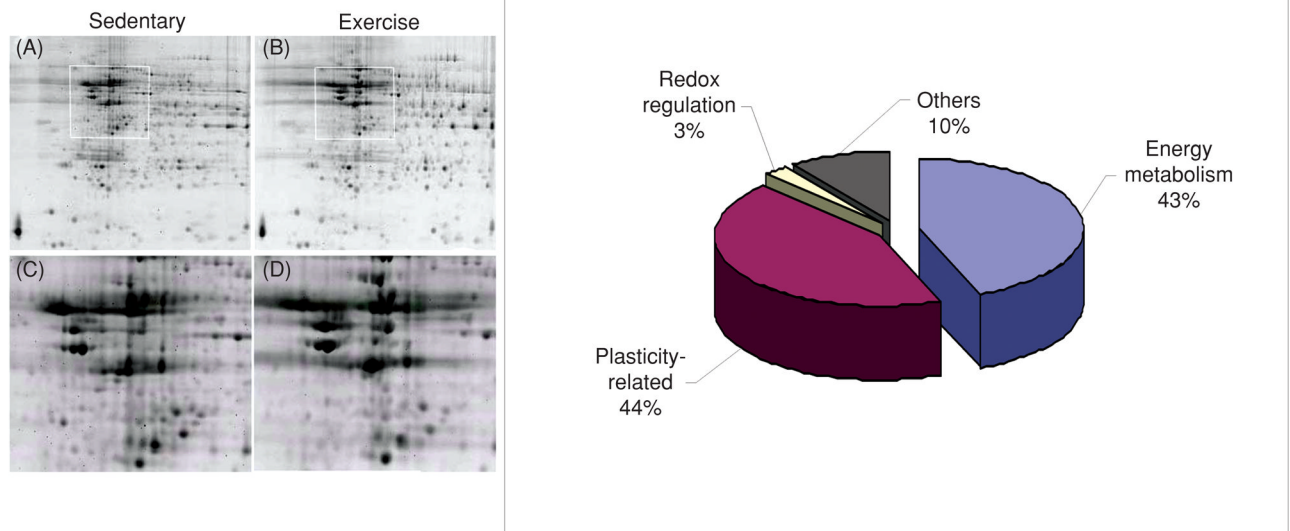 Sedentary
Exercise
(A)
(B)
(C)
(D)
Redox
regulation
3%
Others
10%
Energy
metabolism
43%
Plasticity-
related
44%